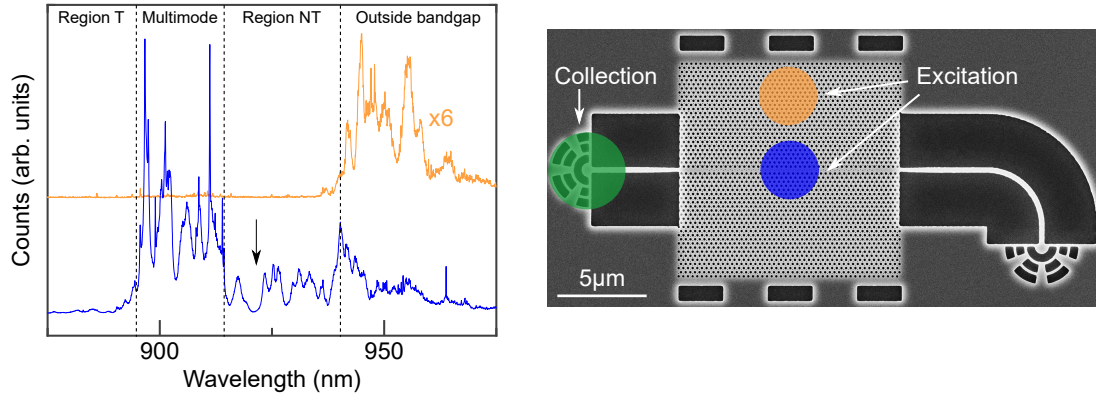 Region T
Multimode
Region NT
Outside bandgap
x6
Counts (arb. units)
900
950
Wavelength (nm)
Collection
Excitation
5μm